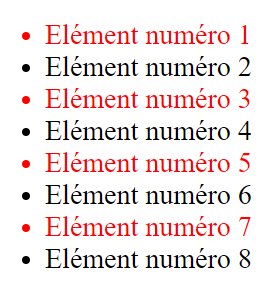 Elément numéro 1
Elément numéro 2
Elément numéro 3
Elément numéro 4
Elément numéro 5
Elément numéro 6
Elément numéro 7
Elément numéro 8